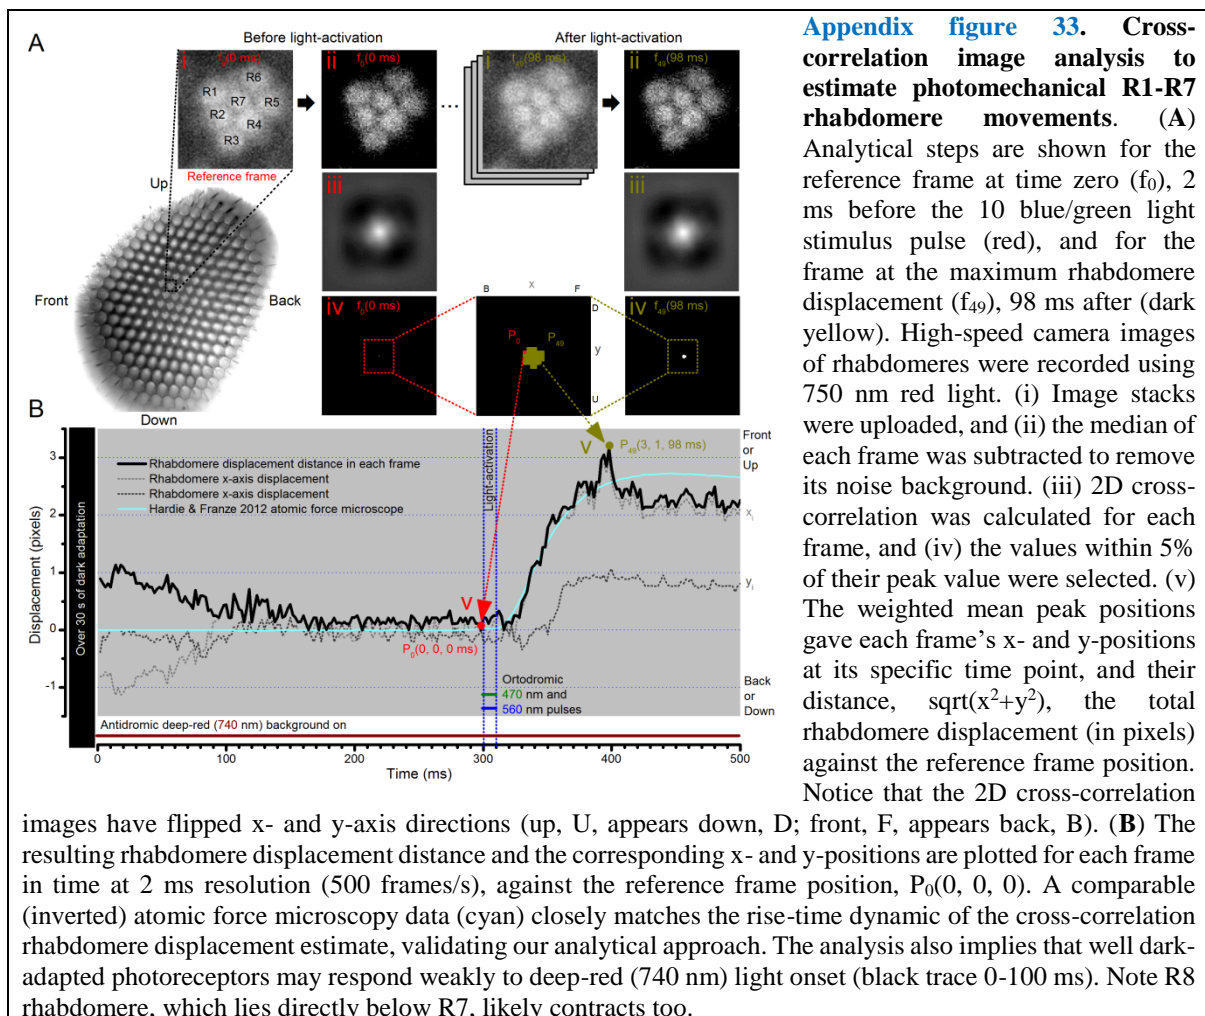 A
Before light-activation
After light-activation
i
f0(0 ms)
R6
R1
R7
R5
R2
R4
R3
Reference frame
ii
f0(0 ms)
...
i
f49(98 ms)
ii
f49(98 ms)
Up
Front
Back
Down
iii
iii
iv
f0(0 ms)
B
x
F
D
P0
P49
y
U
iv
f49(98 ms)
B
Over 30 s of dark adaptation
Displacement (pixels)
3
2
1
0
-1
Rhabdomere displacement distance in each frame
Rhabdomere x-axis displacement
Rhabdomere x-axis displacement
Hardie & Franze 2012 atomic force microscope
Light-activation
V
V
P49(3, 1, 98 ms)
P0(0, 0, 0 ms)
Front
or
Up
xi
yi
Back
or
Down
Ortodromic
470 nm and
560 nm pulses
Antidromic deep-red (740 nm) background on
0
100
200
300
400
500
Time (ms)
Appendix figure 33. Cross-
correlation image analysis to
estimate photomechanical R1-R7
rhabdomere movements. (A)
Analytical steps are shown for the
reference frame at time zero (f0), 2
ms before the 10 blue/green light
stimulus pulse (red), and for the
frame at the maximum rhabdomere
displacement (f49), 98 ms after (dark
yellow). High-speed camera images
of rhabdomeres were recorded using
750 nm red light. (i) Image stacks
were uploaded, and (ii) the median of
each frame was subtracted to remove
its noise background. (iii) 2D cross-
correlation was calculated for each
frame, and (iv) the values within 5%
of their peak value were selected. (v)
The weighted mean peak positions
gave each frame's x- and y-positions
at its specific time point, and their
distance, sqrt(x²+y²), the total
rhabdomere displacement (in pixels)
against the reference frame position.
Notice that the 2D cross-correlation
images have flipped x- and y-axis directions (up, U, appears down, D; front, F, appears back, B). (B) The
resulting rhabdomere displacement distance and the corresponding x- and y-positions are plotted for each frame
in time at 2 ms resolution (500 frames/s), against the reference frame position, P0(0, 0, 0). A comparable
(inverted) atomic force microscopy data (cyan) closely matches the rise-time dynamic of the cross-correlation
rhabdomere displacement estimate, validating our analytical approach. The analysis also implies that well dark-
adapted photoreceptors may respond weakly to deep-red (740 nm) light onset (black trace 0-100 ms). Note R8
rhabdomere, which lies directly below R7, likely contracts too.